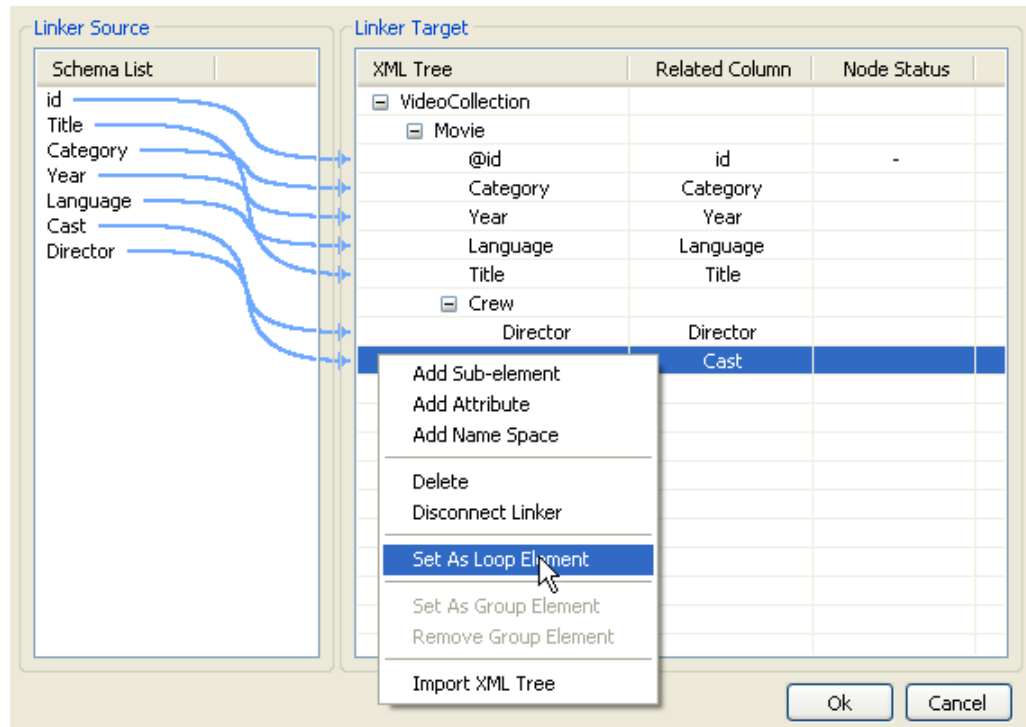 Linker Source
Linker Target
Schema List
id
Title
Category
Year
Language
Cast
Director
XML Tree Related Column Node Status
VideoCollection
Movie
@id id -
Category Category
Year Year
Language Language
Title Title
Crew
Director Director
Cast
Add Sub-element
Add Attribute
Add Name Space
Delete
Disconnect Linker
Set As Loop Element
Set As Group Element
Remove Group Element
Import XML Tree
Ok Cancel